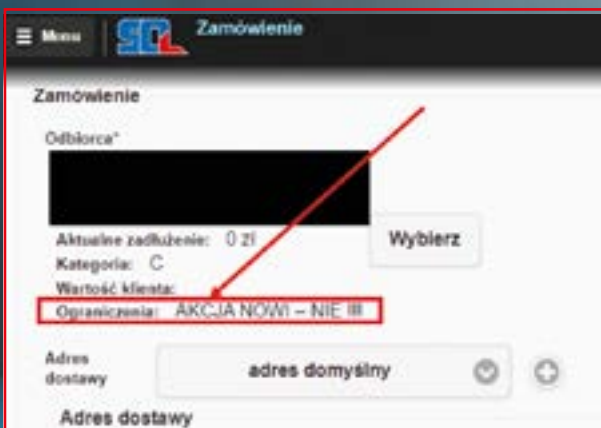 Menu
SCL
Zamówienie
Zamówienie
Odbiorca*
Aktualne zadłużenie: 0 zł
Wybierz
Kategoria: C
Wartość klienta:
Ograniczenia: AKCJA NOWI – NIE !!!
Adres
dostawy
adres domyślny
Adres dostawy